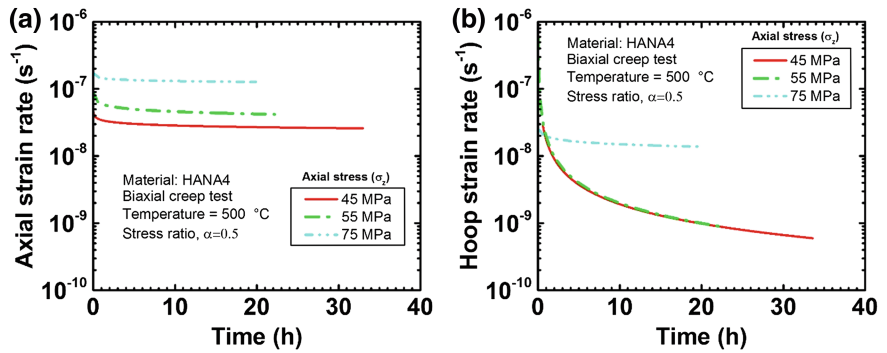 (a)
10⁻⁶
10⁻⁷
10⁻⁸
10⁻⁹
10⁻¹⁰
Axial strain rate (s⁻¹)
Material: HANA4
Biaxial creep test
Temperature = 500 °C
Stress ratio, α=0.5
Axial stress (σz)
45 MPa
55 MPa
75 MPa
0 10 20 30 40
Time (h)
(b)
10⁻⁶
10⁻⁷
10⁻⁸
10⁻⁹
10⁻¹⁰
Hoop strain rate (s⁻¹)
Material: HANA4
Biaxial creep test
Temperature = 500 °C
Stress ratio, α=0.5
Axial stress (σz)
45 MPa
55 MPa
75 MPa
0 10 20 30 40
Time (h)